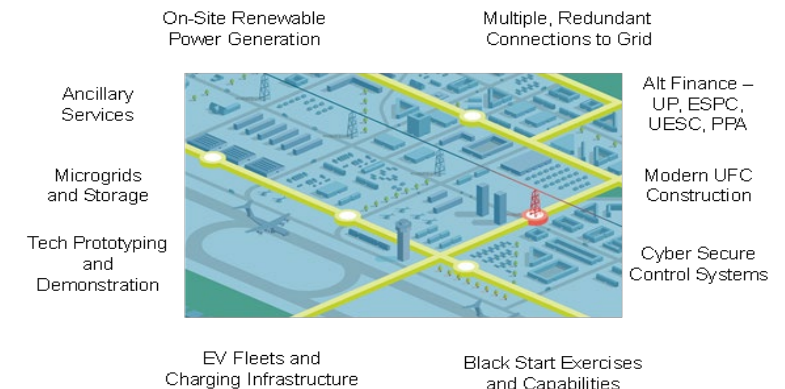 On-Site Renewable
Power Generation
Multiple, Redundant
Connections to Grid
Ancillary
Services
Alt Finance –
UP, ESPC,
UESC, PPA
Microgrids
and Storage
Modern UFC
Construction
Tech Prototyping
and
Demonstration
Cyber Secure
Control Systems
EV Fleets and
Charging Infrastructure
Black Start Exercises
and Capabilities